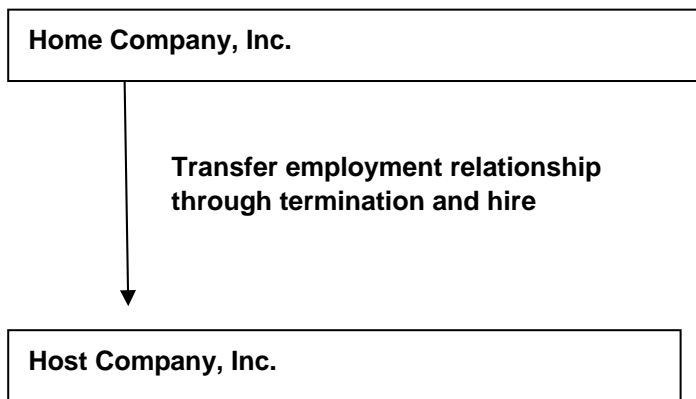 Home Company, Inc.
Transfer employment relationship
through termination and hire
Host Company, Inc.